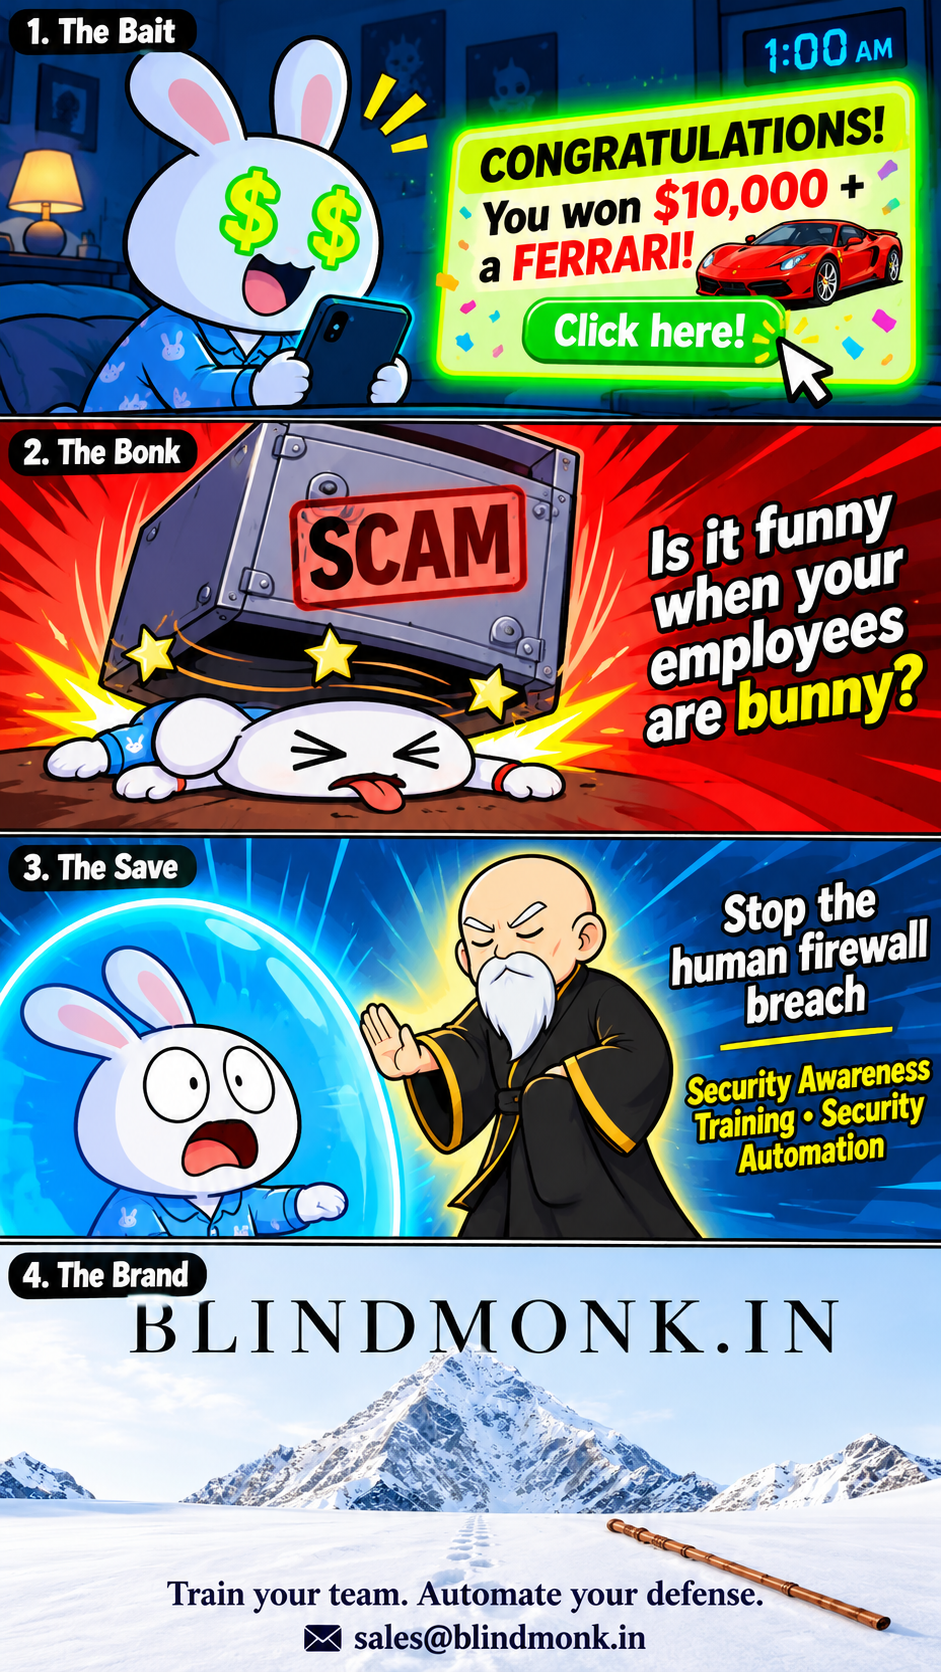 1. The Bait
1:00 AM
CONGRATULATIONS!
You won $10,000 +
a FERRARI!
Click here!
2. The Bonk
SCAM
Is it funny
when your
employees
are bunny?
3. The Save
Stop the
human firewall
breach
Security Awareness
Training • Security
Automation
4. The Brand
BLINDMONK.IN
Train your team. Automate your defense.
sales@blindmonk.in